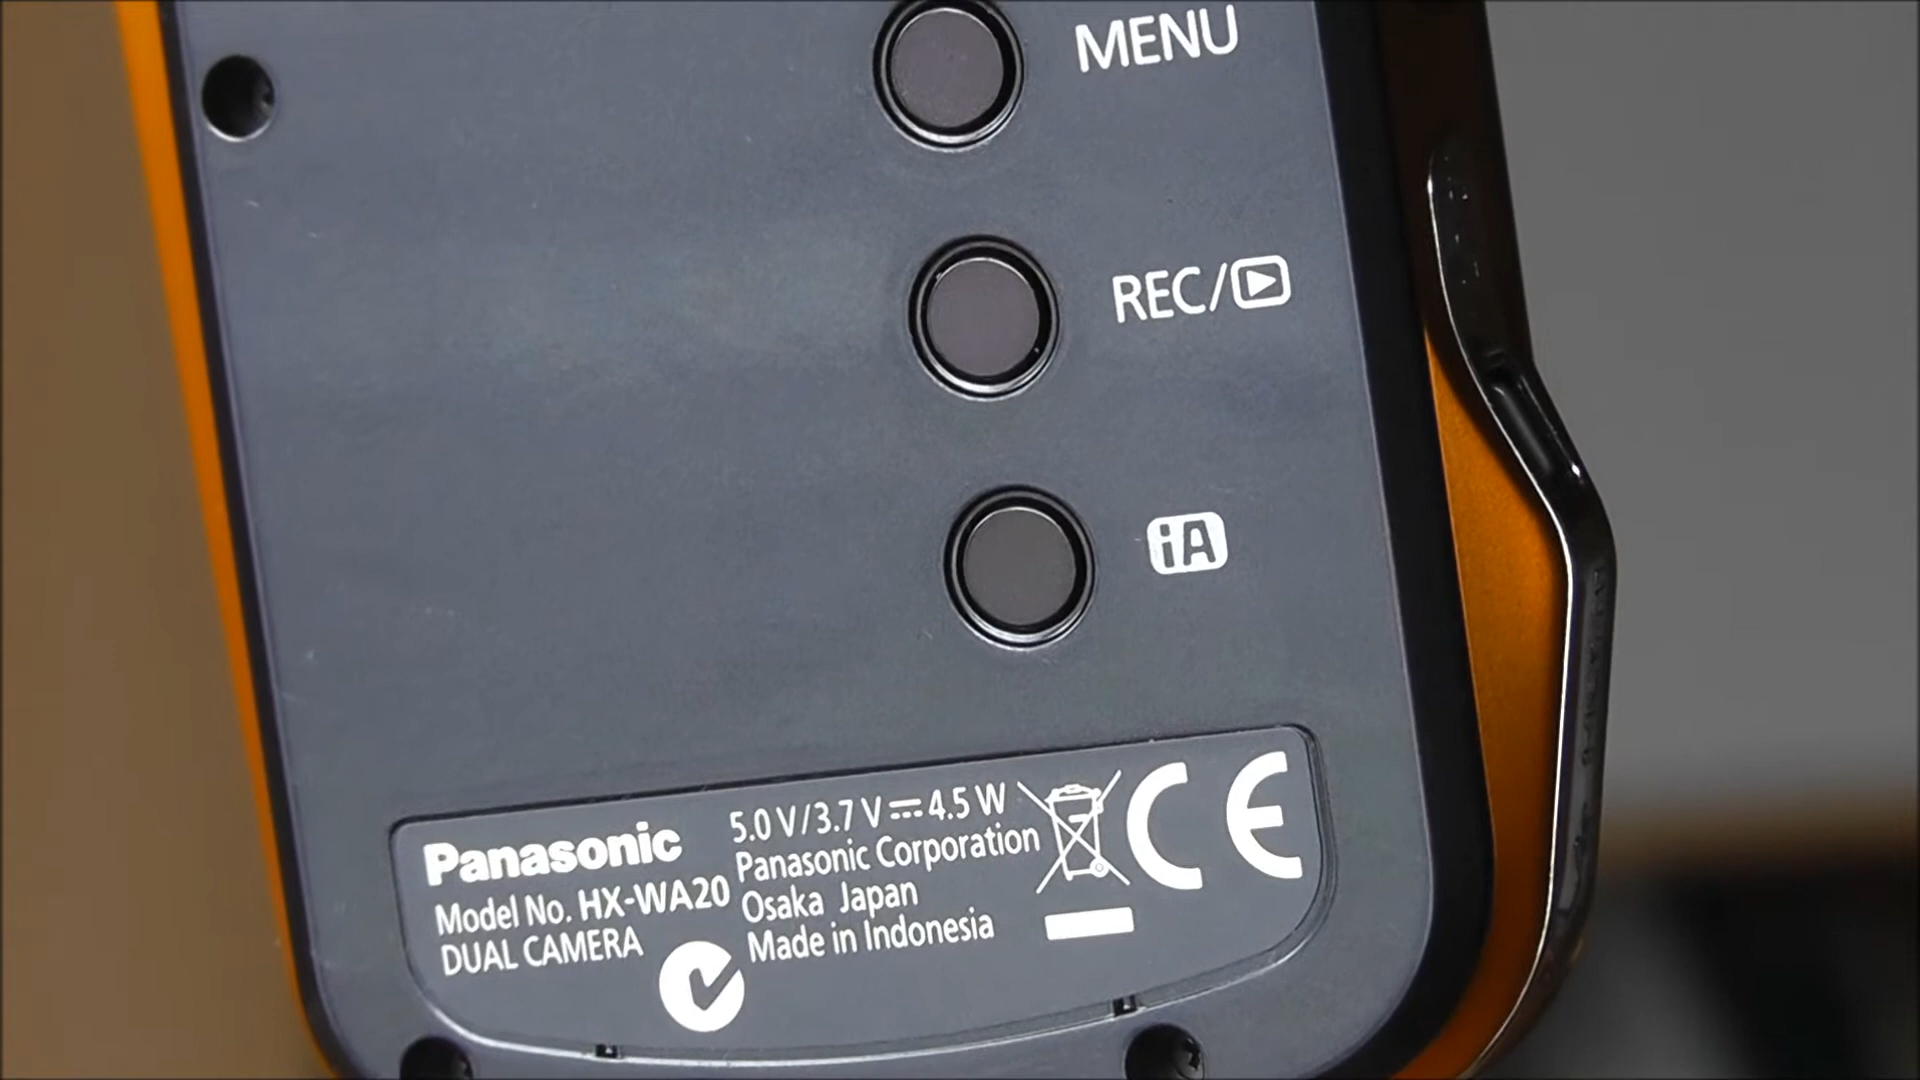 MENU
REC/
iA
Panasonic
Model No. HX-WA20
DUAL CAMERA
5.0 V/3.7 V⎓4.5 W
Panasonic Corporation
Osaka Japan
Made in Indonesia
CE